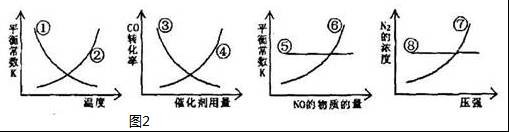 平衡常数K
①
②
温度
CO转化率
③
④
催化剂用量
平衡常数K
⑤
⑥
NO的物质的量
N₂的浓度
⑦
⑧
压强
图2